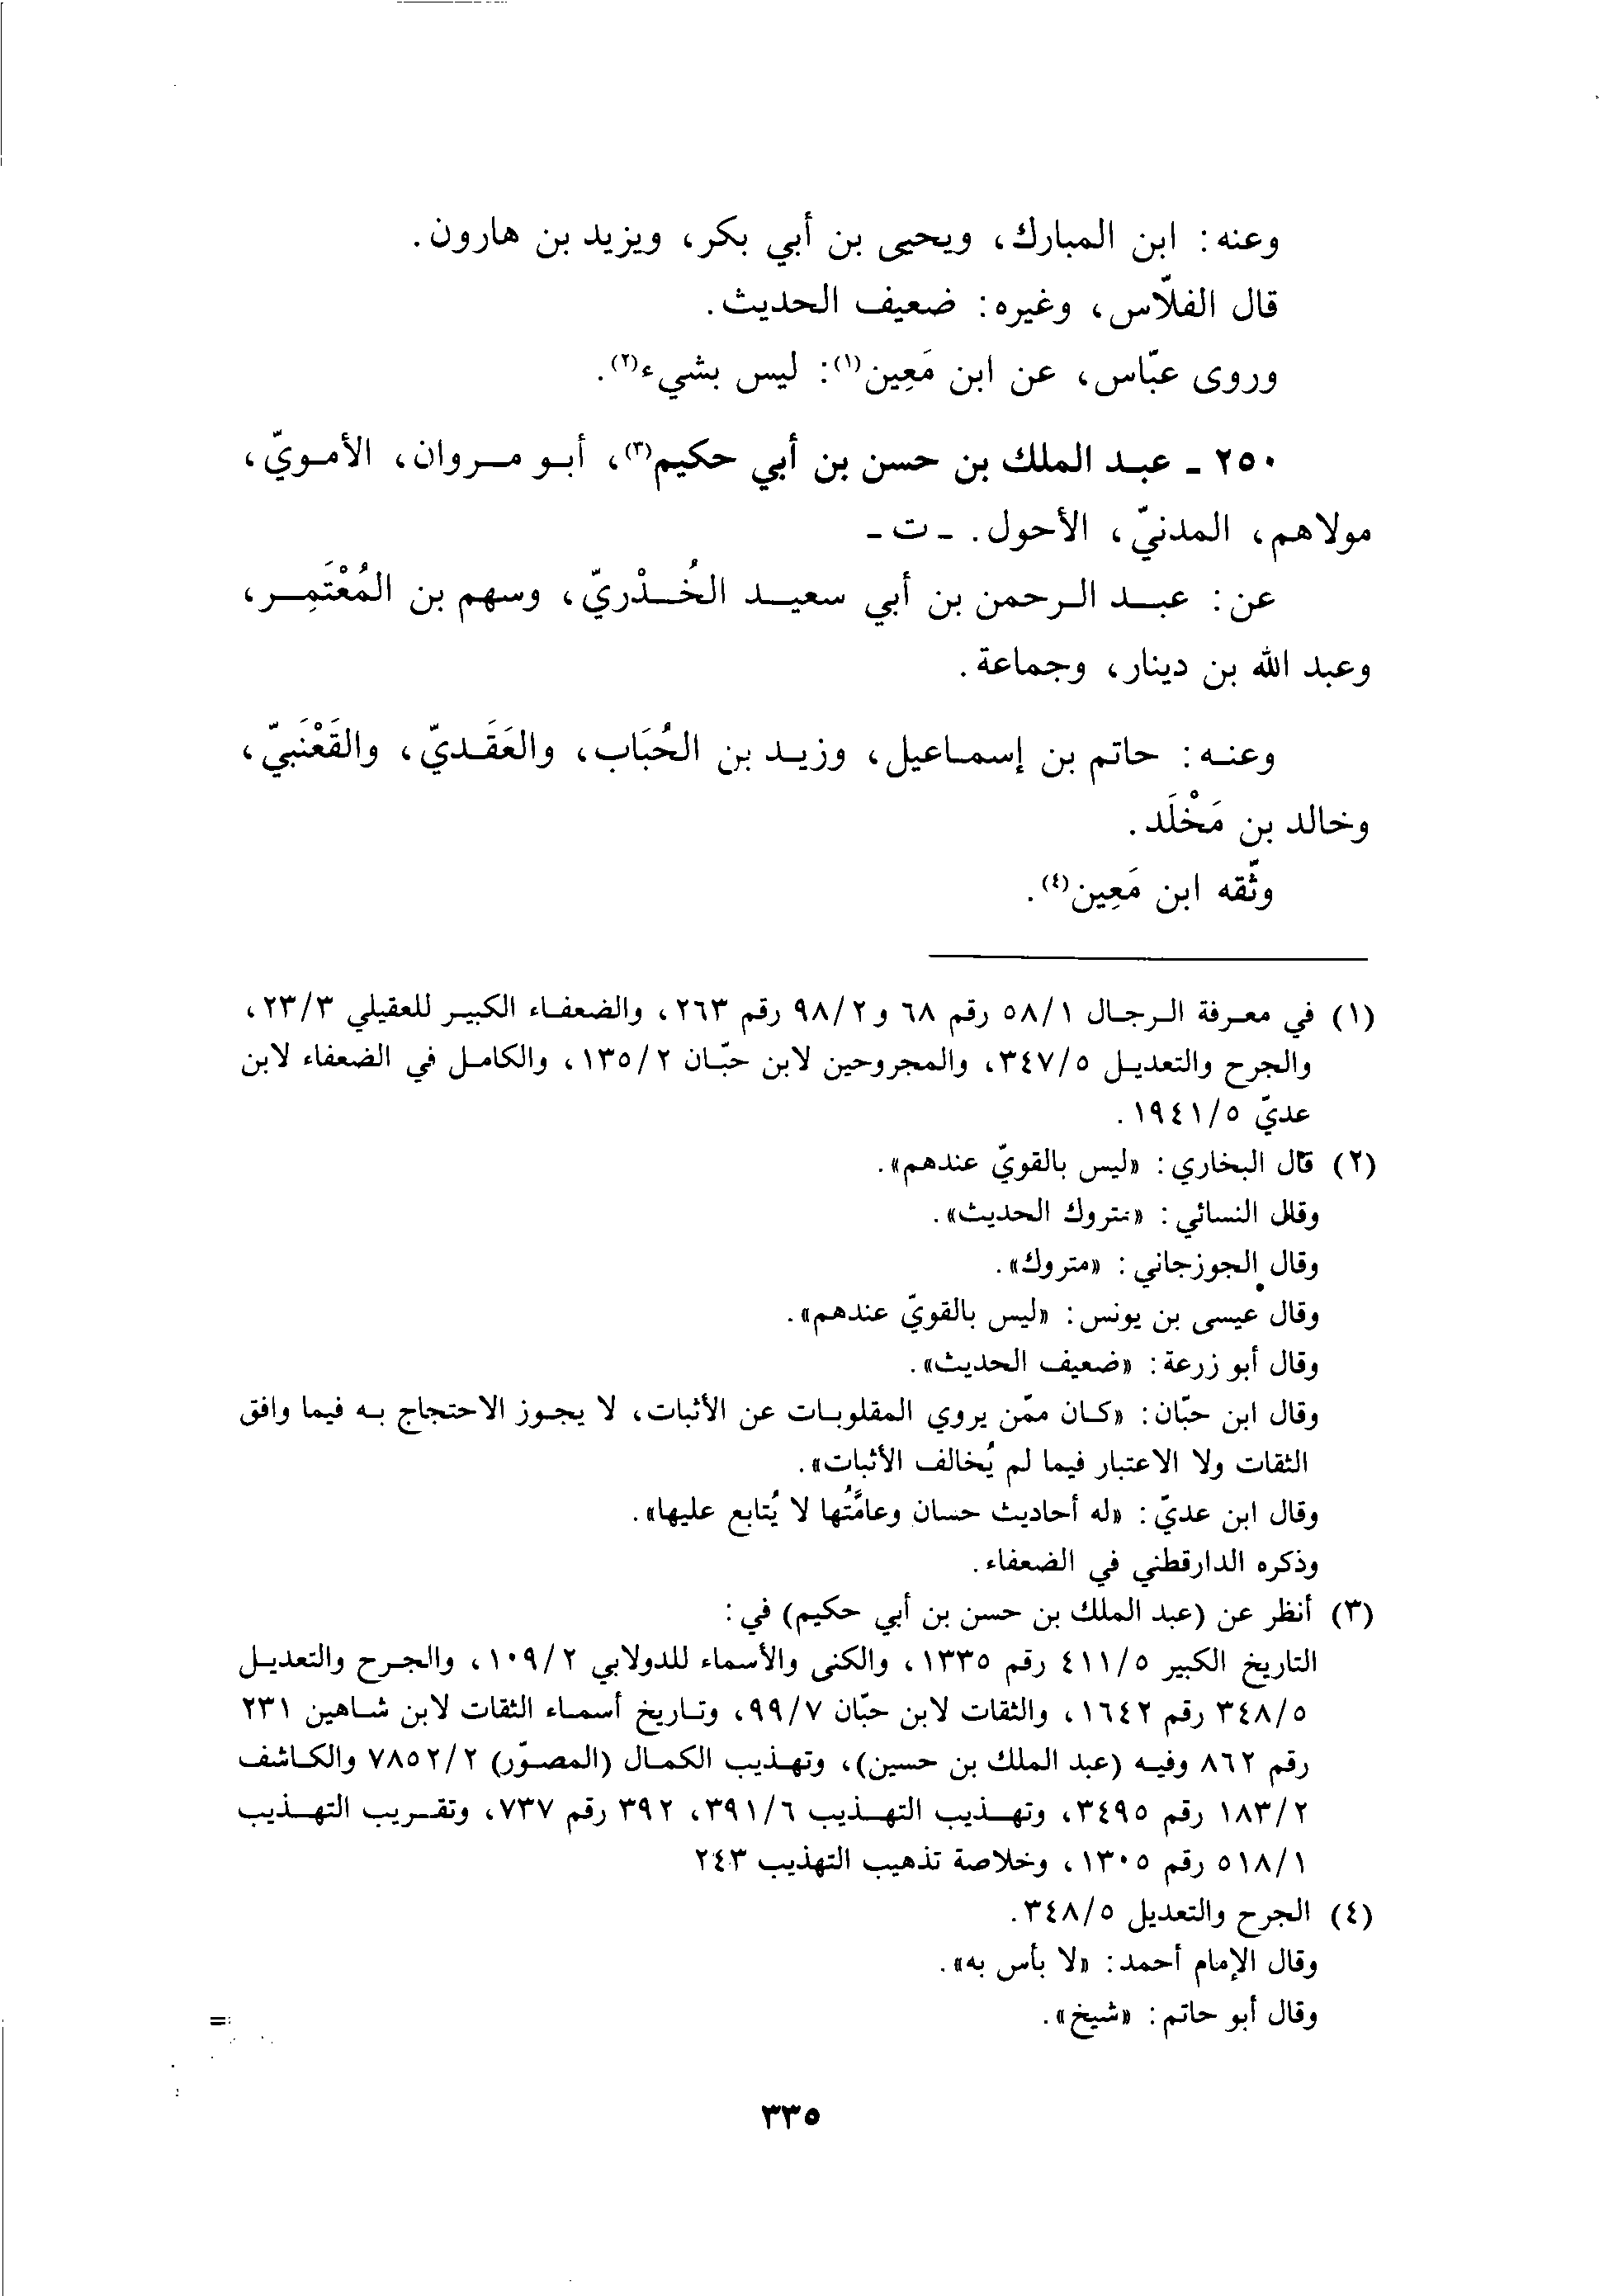 وعنه: ابن المبارك، ويحيى بن أبي بكر، ويزيد بن هارون.
قال الفلّاس، وغيره: ضعيف الحديث.
وروى عبّاس، عن ابن مَعِين(١): ليس بشيء(٢).
٢٥٠ ـ عبد الملك بن حسن بن أبي حكيم(٣)، أبو مروان، الأمويّ،
مولاهم، المدنيّ، الأحول. ـ ت ـ
عن: عبد الرحمن بن أبي سعيد الخُدْريّ، وسهم بن المُعْتَمِر،
وعبد الله بن دينار، وجماعة.
وعنه: حاتم بن إسماعيل، وزيد بن الحُبَاب، والعَقَديّ، والقَعْنَبيّ،
وخالد بن مَخْلَد.
وثّقه ابن مَعِين(٤).
(١) في معرفة الرجال ٥٨/١ رقم ٦٨ و ٩٨/٢ رقم ٢٦٣، والضعفاء الكبير للعقيلي ٢٣/٣،
والجرح والتعديل ٣٤٧/٥، والمجروحين لابن حبّان ١٣٥/٢، والكامل في الضعفاء لابن
عديّ ١٩٤١/٥.
(٢) قال البخاري: «ليس بالقويّ عندهم».
وقال النسائي: «متروك الحديث».
وقال الجوزجاني: «متروك».
وقال عيسى بن يونس: «ليس بالقويّ عندهم».
وقال أبو زرعة: «ضعيف الحديث».
وقال ابن حبّان: «كان ممّن يروي المقلوبات عن الأثبات، لا يجوز الاحتجاج به فيما وافق
الثقات ولا الاعتبار فيما لم يُخالف الأثبات».
وقال ابن عديّ: «له أحاديث حسان وعامّتُها لا يُتابع عليها».
وذكره الدارقطني في الضعفاء.
(٣) أنظر عن (عبد الملك بن حسن بن أبي حكيم) في:
التاريخ الكبير ٤١١/٥ رقم ١٣٣٥، والكنى والأسماء للدولابي ١٠٩/٢، والجرح والتعديل
٣٤٨/٥ رقم ١٦٤٢، والثقات لابن حبّان ٩٩/٧، وتاريخ أسماء الثقات لابن شاهين ٢٣١
رقم ٨٦٢ وفيه (عبد الملك بن حسين)، وتهذيب الكمال (المصوّر) ٧٨٥٢/٢ والكاشف
١٨٣/٢ رقم ٣٤٩٥، وتهذيب التهذيب ٣٩١/٦، ٣٩٢ رقم ٧٣٧، وتقريب التهذيب
٥١٨/١ رقم ١٣٠٥، وخلاصة تذهيب التهذيب ٢٤٣
(٤) الجرح والتعديل ٣٤٨/٥.
وقال الإمام أحمد: «لا بأس به».
وقال أبو حاتم: «شيخ».
=
٣٣٥